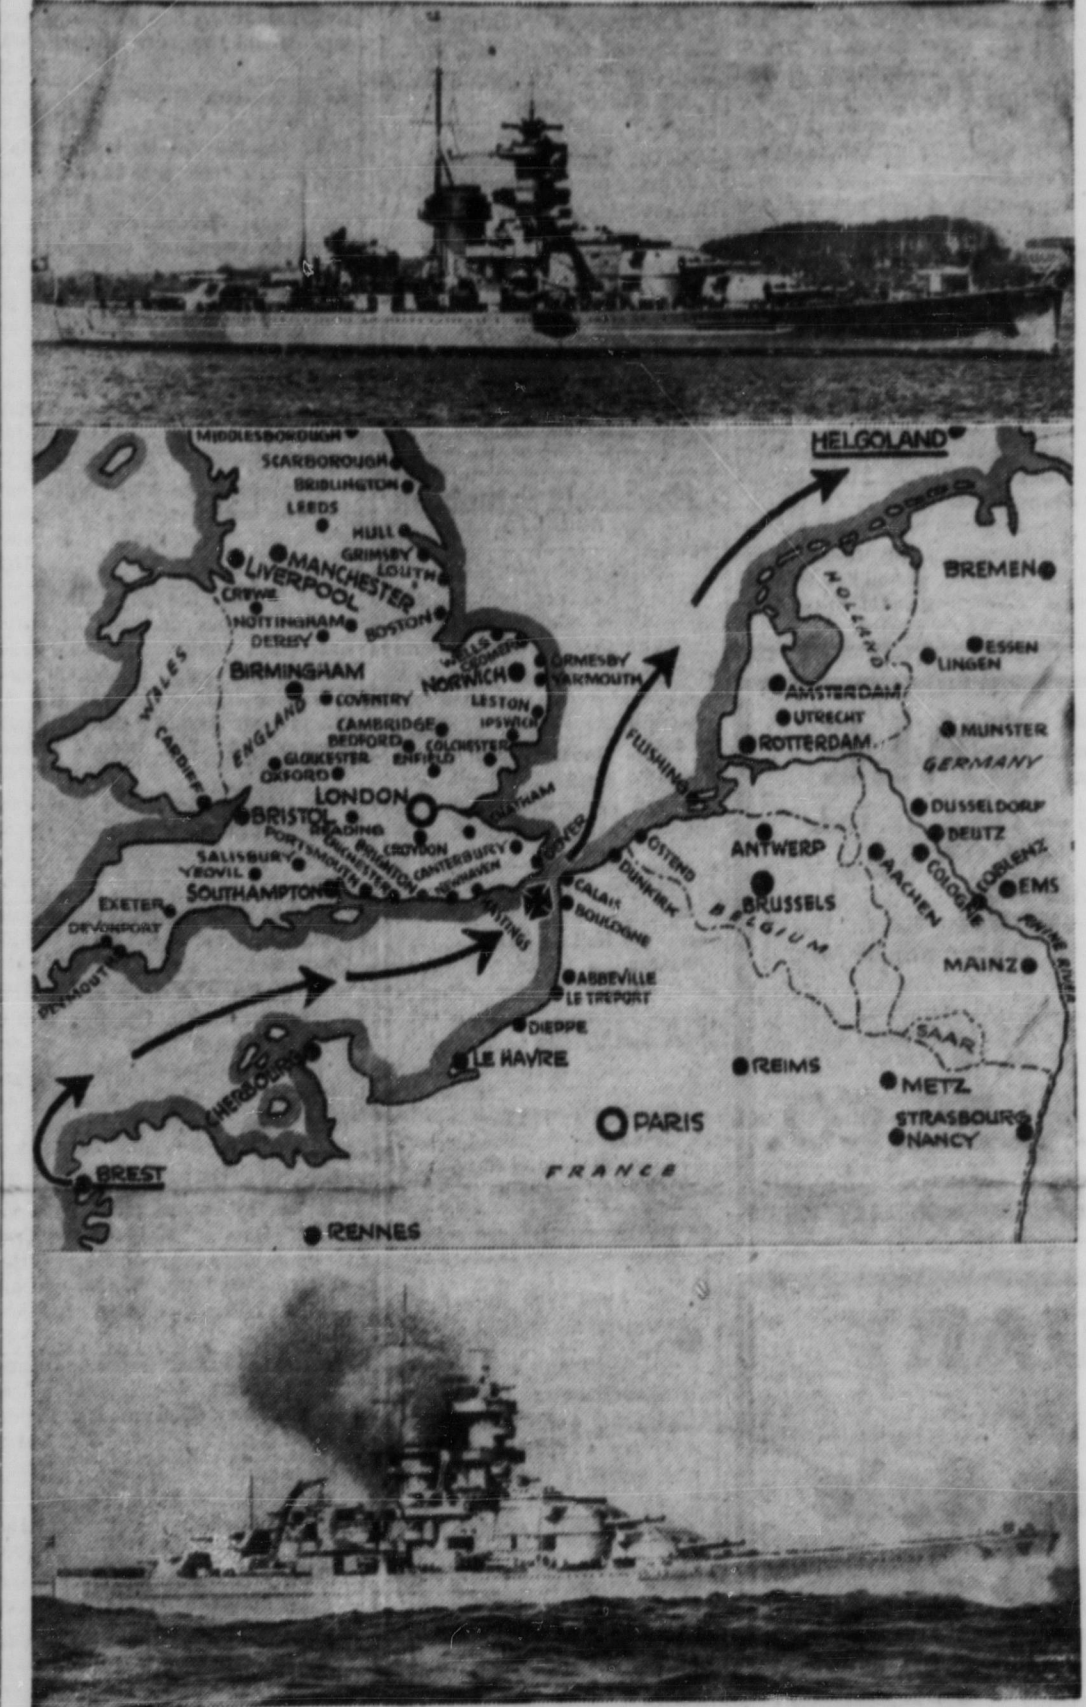 MIDDLESBOROUGH
HELGOLAND
SCARBOROUGH
BRIDLINGTON
LEEDS
HULL
GRIMSBY
LOUTH
MANCHESTER
LIVERPOOL
BREMEN
CREWE
NOTTINGHAM
BOSTON
DERBY
HOLLAND
WELLS
CROMER
ORMESBY
ESSEN
LINGEN
WALES
BIRMINGHAM
NORWICH
YARMOUTH
AMSTERDAM
COVENTRY
LESTON
IPSWICH
UTRECHT
ENGLAND
CAMBRIDGE
BEDFORD
COLCHESTER
FLUSHING
ROTTERDAM
MUNSTER
CARDIFF
GLOUCESTER
ENFIELD
OXFORD
GERMANY
LONDON
CHATHAM
DUSSELDORF
BRISTOL
READING
DOVER
DEUTZ
PORTSMOUTH
CHICHESTER
BRIGHTON
CROYDON
CANTERBURY
OSTEND
ANTWERP
SALISBURY
YEOVIL
NEWHAVEN
DUNKIRK
AACHEN
COLOGNE
COBLENZ
SOUTHAMPTON
CALAIS
EMS
EXETER
HASTINGS
BOULOGNE
BRUSSELS
BELGIUM
RHINE RIVER
DEVONPORT
PLYMOUTH
MAINZ
ABBEVILLE
LE TREPORT
DIEPPE
SAAR
CHERBOURG
LE HAVRE
REIMS
METZ
PARIS
STRASBOURG
NANCY
BREST
FRANCE
RENNES